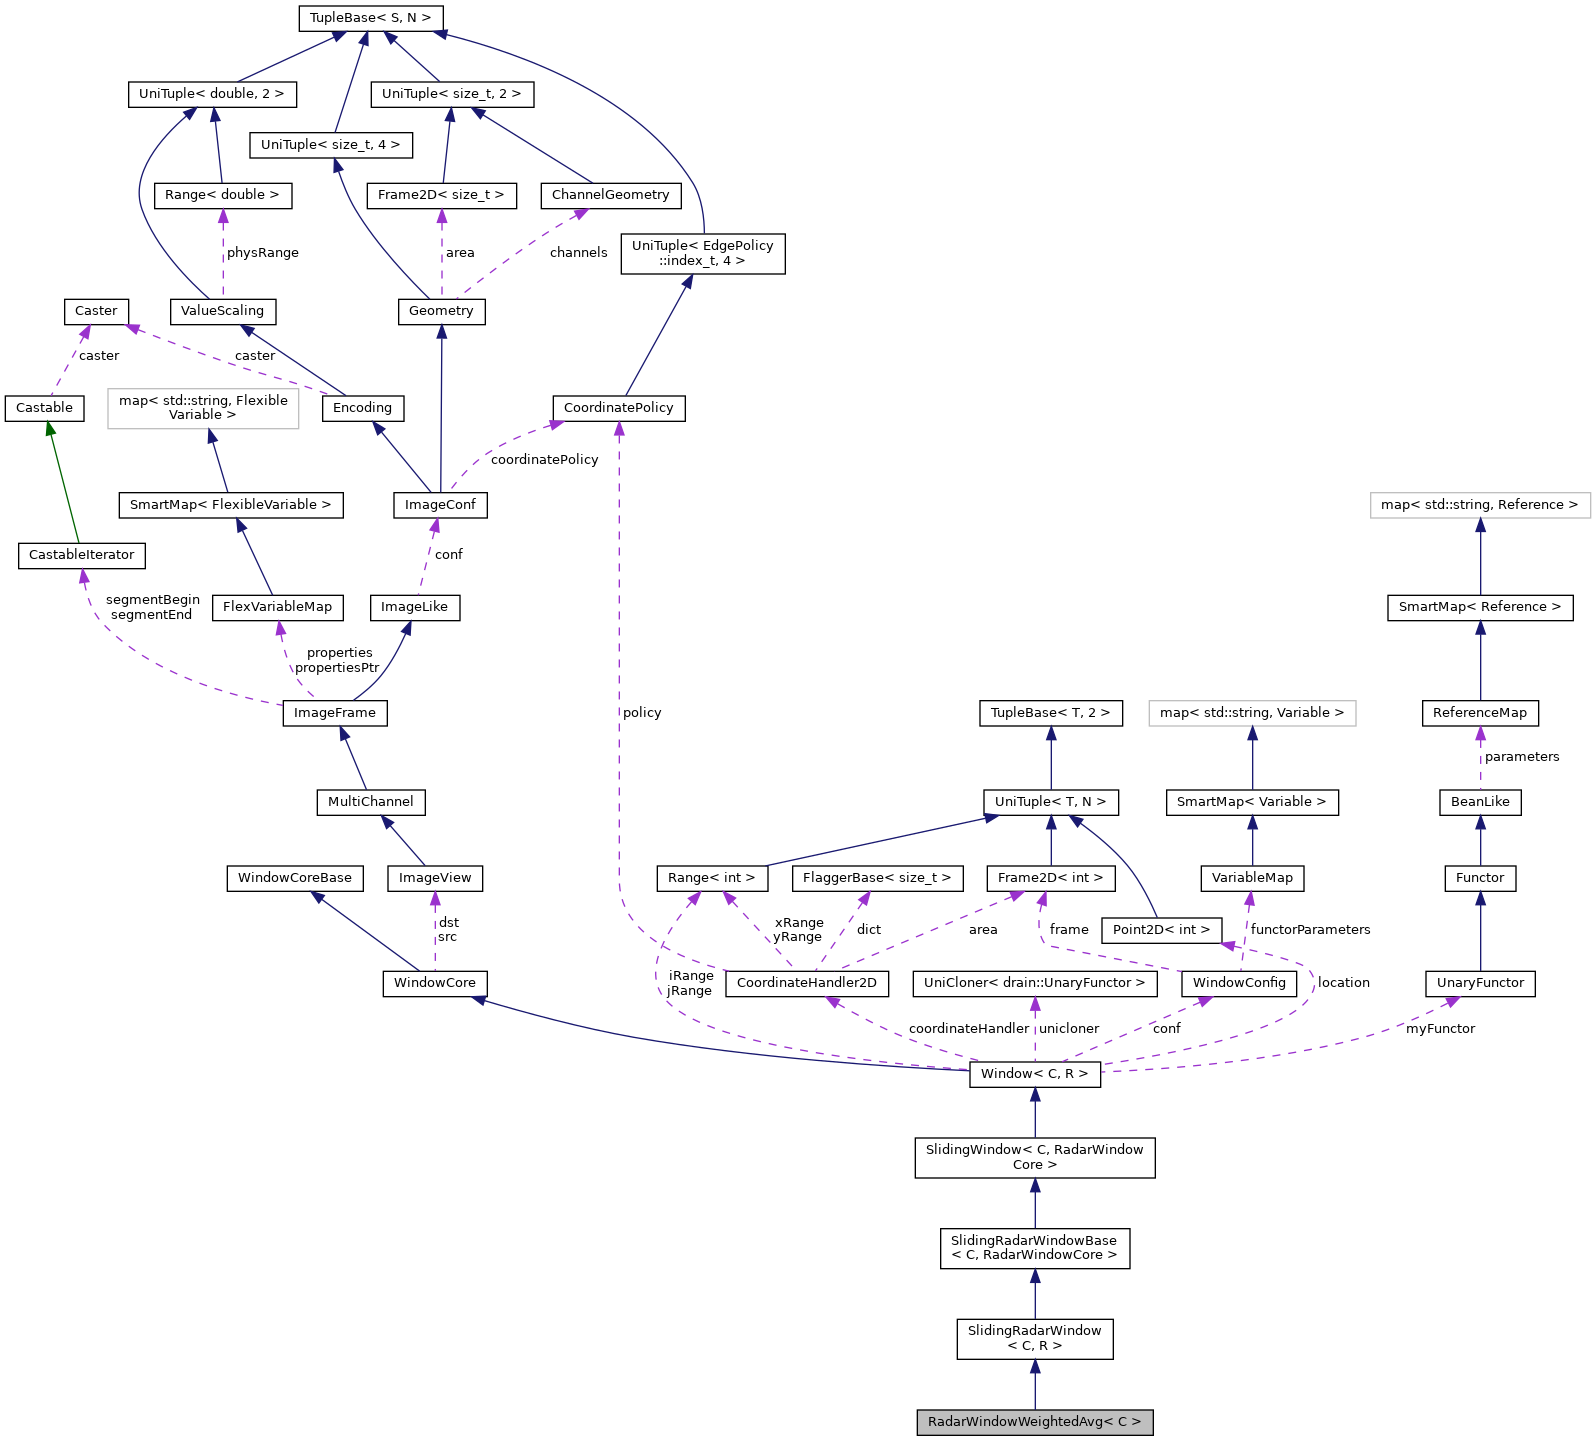 TupleBase< S, N >
UniTuple< double, 2 >
UniTuple< size_t, 2 >
UniTuple< size_t, 4 >
Range< double >
Frame2D< size_t >
ChannelGeometry
UniTuple< EdgePolicy
::index_t, 4 >
physRange
area
channels
Caster
ValueScaling
Geometry
caster
caster
Castable
map< std::string, Flexible
Variable >
Encoding
CoordinatePolicy
coordinatePolicy
SmartMap< FlexibleVariable >
ImageConf
map< std::string, Reference >
CastableIterator
conf
segmentBegin
segmentEnd
FlexVariableMap
ImageLike
SmartMap< Reference >
properties
propertiesPtr
ImageFrame
policy
TupleBase< T, 2 >
map< std::string, Variable >
ReferenceMap
parameters
MultiChannel
UniTuple< T, N >
SmartMap< Variable >
BeanLike
WindowCoreBase
ImageView
Range< int >
FlaggerBase< size_t >
Frame2D< int >
VariableMap
Functor
dst
src
xRange
yRange
dict
area
frame
Point2D< int >
functorParameters
WindowCore
iRange
jRange
CoordinateHandler2D
UniCloner< drain::UnaryFunctor >
WindowConfig
location
UnaryFunctor
coordinateHandler
unicloner
conf
myFunctor
Window< C, R >
SlidingWindow< C, RadarWindow
Core >
SlidingRadarWindowBase
< C, RadarWindowCore >
SlidingRadarWindow
< C, R >
RadarWindowWeightedAvg< C >